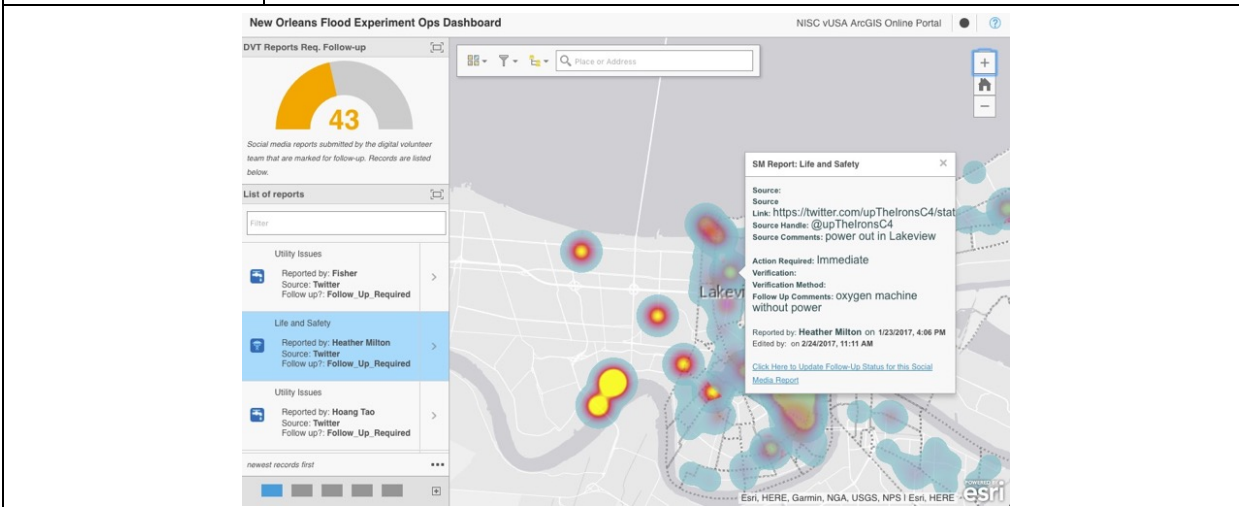 New Orleans Flood Experiment Ops Dashboard
NISC vUSA ArcGIS Online Portal
DVT Reports Req. Follow-up
43
Social media reports submitted by the digital volunteer
team that are marked for follow-up. Records are listed
below.
List of reports
Filter
Utility Issues
Reported by: Fisher
Source: Twitter
Follow up?: Follow_Up_Required
Life and Safety
Reported by: Heather Milton
Source: Twitter
Follow up?: Follow_Up_Required
Utility Issues
Reported by: Hoang Tao
Source: Twitter
Follow up?: Follow_Up_Required
newest records first
Place or Address
Lakevi
SM Report: Life and Safety
Source:
Source
Link: https://twitter.com/upTheIronsC4/stat
Source Handle: @upTheIronsC4
Source Comments: power out in Lakeview
Action Required: Immediate
Verification:
Verification Method:
Follow Up Comments: oxygen machine
without power
Reported by: Heather Milton on 1/23/2017, 4:06 PM
Edited by: on 2/24/2017, 11:11 AM
Click Here to Update Follow-Up Status for this Social
Media Report
Esri, HERE, Garmin, NGA, USGS, NPS | Esri, HERE
POWERED BY
esri